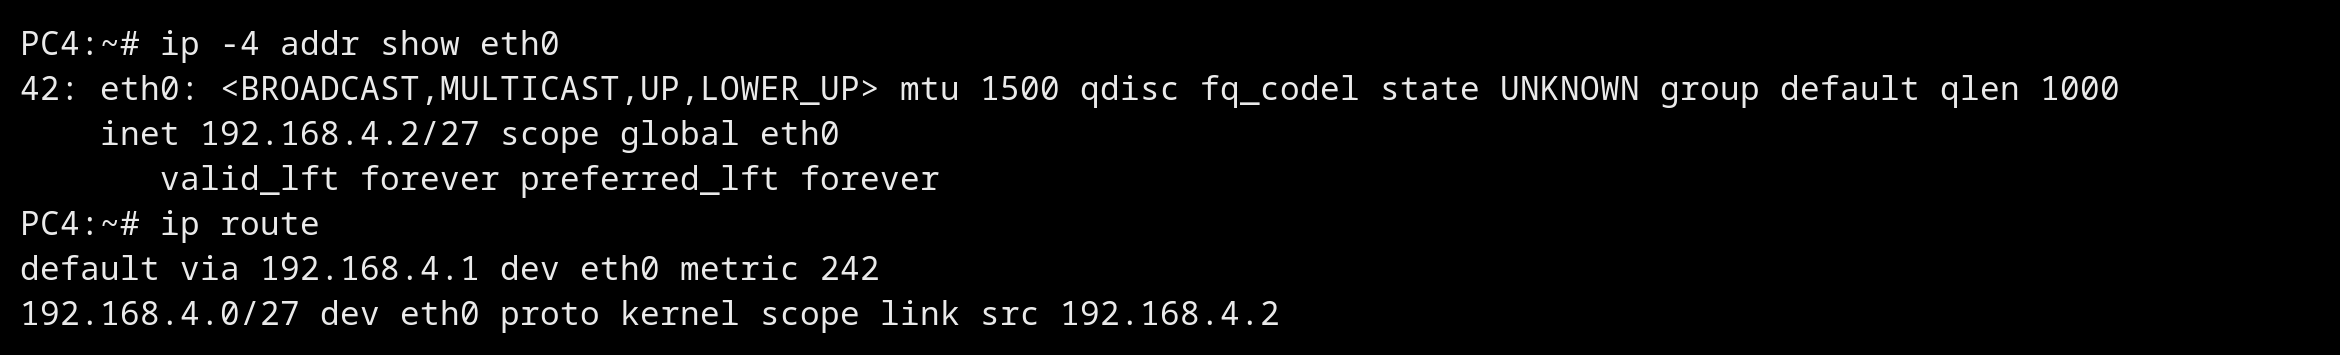 PC4:~# ip -4 addr show eth0
42: eth0: <BROADCAST,MULTICAST,UP,LOWER_UP> mtu 1500 qdisc fq_codel state UNKNOWN group default qlen 1000
    inet 192.168.4.2/27 scope global eth0
       valid_lft forever preferred_lft forever
PC4:~# ip route
default via 192.168.4.1 dev eth0 metric 242
192.168.4.0/27 dev eth0 proto kernel scope link src 192.168.4.2